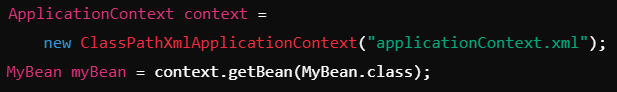 ApplicationContext context =
    new ClassPathXmlApplicationContext("applicationContext.xml");
MyBean myBean = context.getBean(MyBean.class);